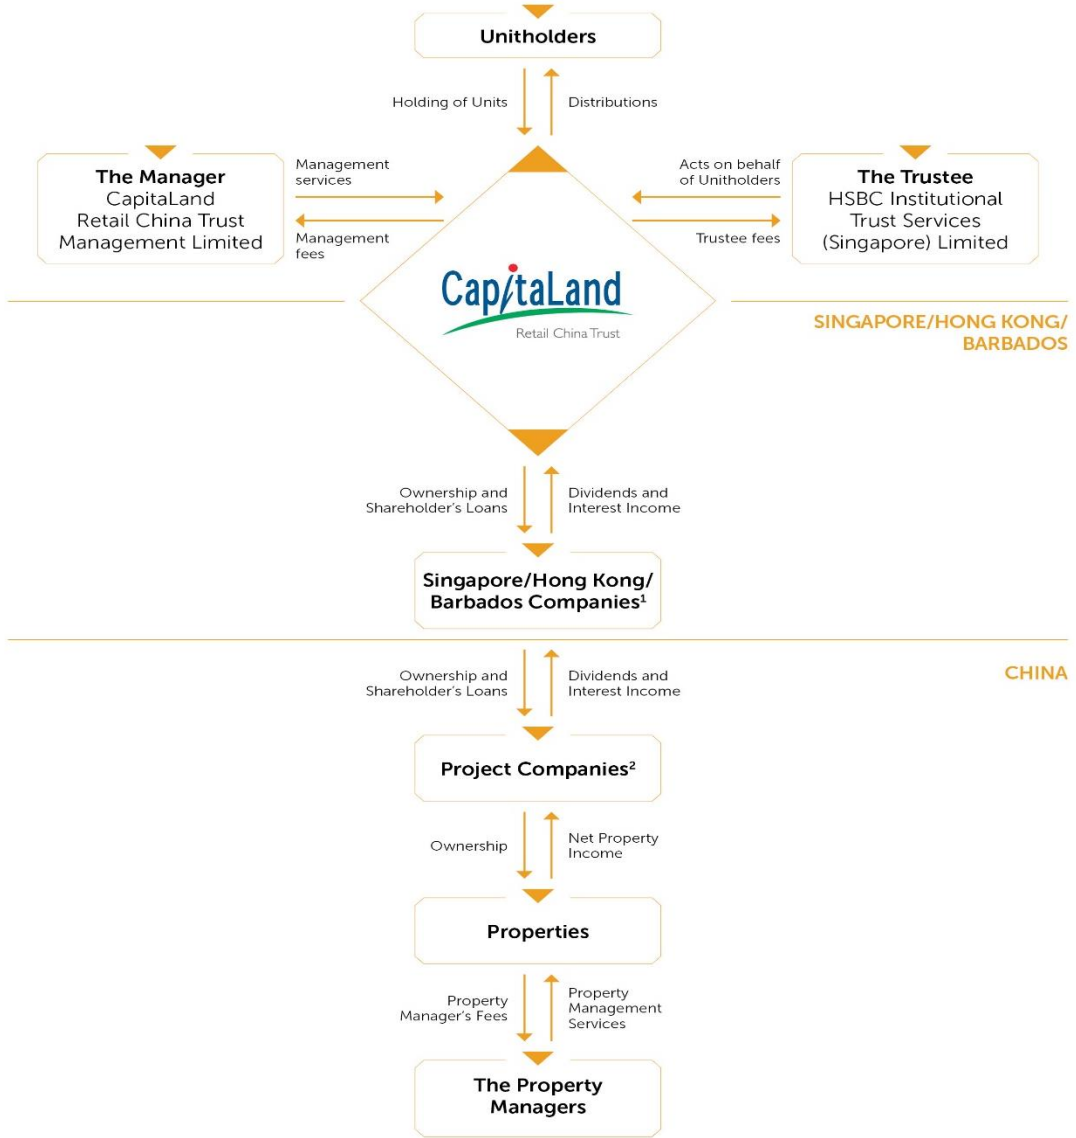 Unitholders
Holding of Units
Distributions
The Manager
CapitaLand
Retail China Trust
Management Limited
Management
services
Management
fees
Acts on behalf
of Unitholders
Trustee fees
The Trustee
HSBC Institutional
Trust Services
(Singapore) Limited
CapitaLand
Retail China Trust
SINGAPORE/HONG KONG/
BARBADOS
Ownership and
Shareholder's Loans
Dividends and
Interest Income
Singapore/Hong Kong/
Barbados Companies¹
CHINA
Ownership and
Shareholder's Loans
Dividends and
Interest Income
Project Companies²
Ownership
Net Property
Income
Properties
Property
Manager's Fees
Property
Management
Services
The Property
Managers